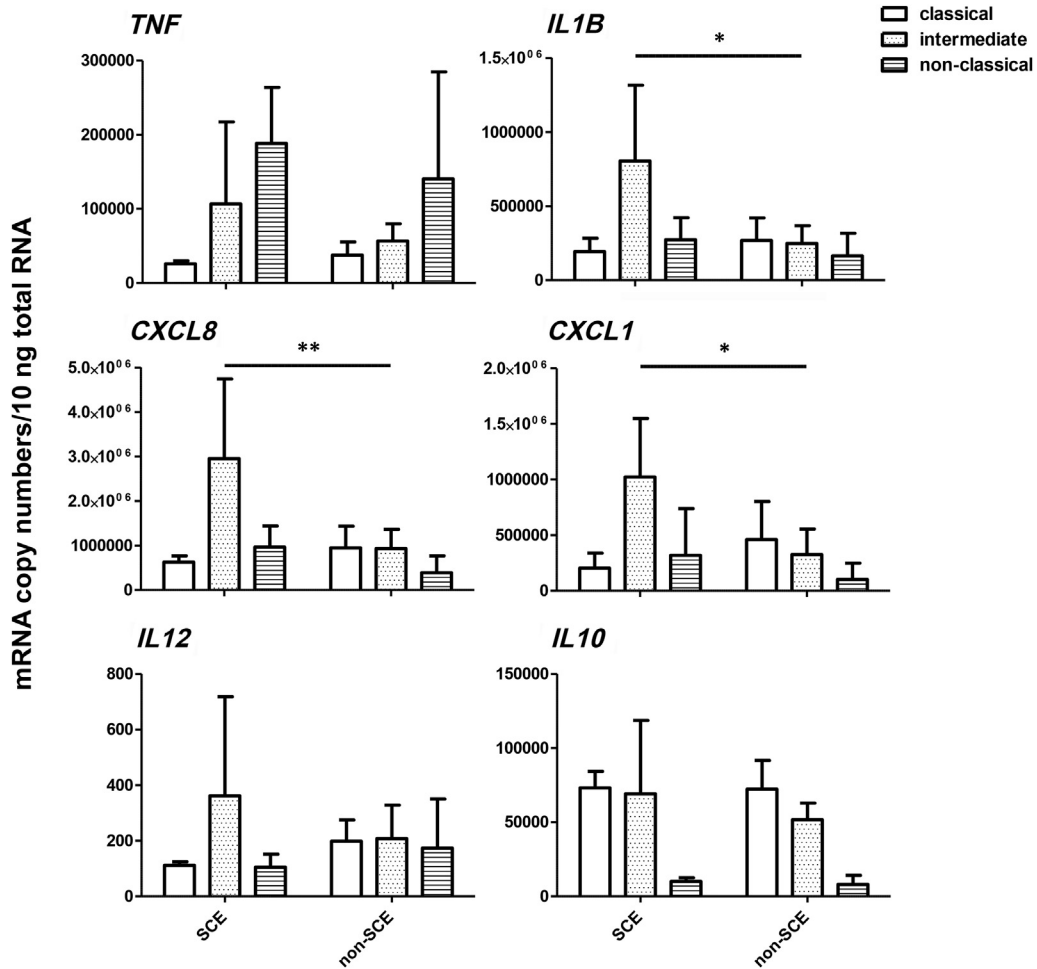 TNF
IL1B
classical
intermediate
non-classical
300000
200000
100000
0
*
1.5×10⁰⁶
1000000
500000
0
mRNA copy numbers/10 ng total RNA
CXCL8
**
5.0×10⁰⁶
4.0×10⁰⁶
3.0×10⁰⁶
2.0×10⁰⁶
1000000
0
CXCL1
*
2.0×10⁰⁶
1.5×10⁰⁶
1000000
500000
0
IL12
800
600
400
200
0
SCE
non-SCE
IL10
150000
100000
50000
0
SCE
non-SCE